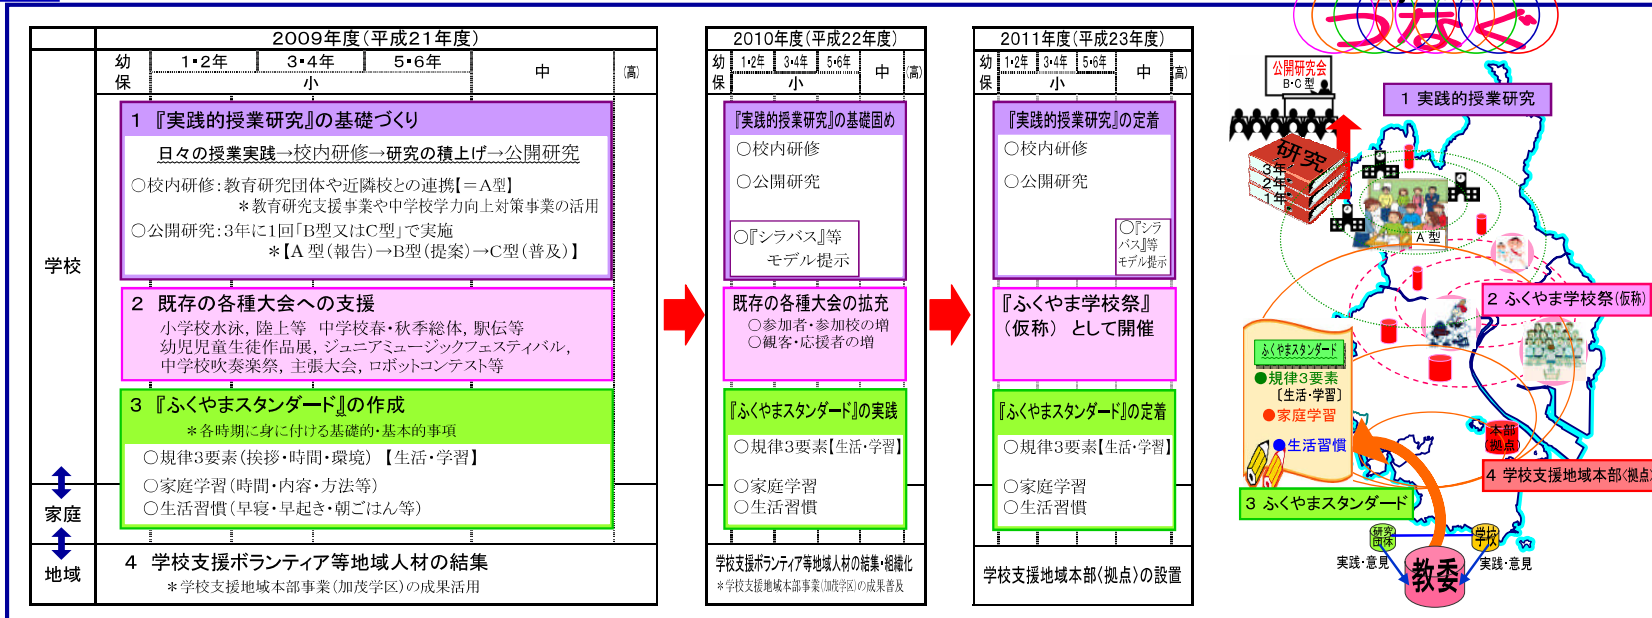 つなぐ
2009年度(平成21年度)
幼保
1・2年
3・4年
5・6年
小
中
(高)
学校
家庭
地域
1 『実践的授業研究』の基礎づくり
日々の授業実践→校内研修→研究の積上げ→公開研究
○校内研修：教育研究団体や近隣校との連携【＝A型】
＊教育研究支援事業や中学校学力向上対策事業の活用
○公開研究：3年に1回「B型又はC型」で実施
＊【A型(報告)→B型(提案)→C型(普及)】
2 既存の各種大会への支援
小学校水泳, 陸上等 中学校春・秋季総体, 駅伝等
幼児児童生徒作品展, ジュニアミュージックフェスティバル,
中学校吹奏楽祭, 主張大会, ロボットコンテスト等
3 『ふくやまスタンダード』の作成
＊各時期に身に付ける基礎的・基本的事項
○規律3要素(挨拶・時間・環境) 【生活・学習】
○家庭学習(時間・内容・方法等)
○生活習慣(早寝・早起き・朝ごはん等)
4 学校支援ボランティア等地域人材の結集
＊学校支援地域本部事業(加茂学区)の成果活用
2010年度(平成22年度)
幼保
1・2年
3・4年
5・6年
小
中
(高)
『実践的授業研究』の基礎固め
○校内研修
○公開研究
○『シラバス』等
モデル提示
既存の各種大会の拡充
○参加者・参加校の増
○観客・応援者の増
『ふくやまスタンダード』の実践
○規律3要素【生活・学習】
○家庭学習
○生活習慣
学校支援ボランティア等地域人材の結集・組織化
＊学校支援地域本部事業(加茂学区)の成果普及
2011年度(平成23年度)
幼保
1・2年
3・4年
5・6年
小
中
(高)
『実践的授業研究』の定着
○校内研修
○公開研究
○『シラ
バス』等
モデル提示
『ふくやま学校祭』
(仮称) として開催
『ふくやまスタンダード』の定着
○規律3要素【生活・学習】
○家庭学習
○生活習慣
学校支援地域本部〈拠点〉の設置
公開研究会
B・C型
1 実践的授業研究
研究
3年
2年
1年
A型
2 ふくやま学校祭(仮称)
ふくやまスタンダード
●規律3要素
〔生活・学習〕
●家庭学習
●生活習慣
本部
(拠点)
4 学校支援地域本部〈拠点〉
3 ふくやまスタンダード
研究
団体
学校
実践・意見
実践・意見
教委